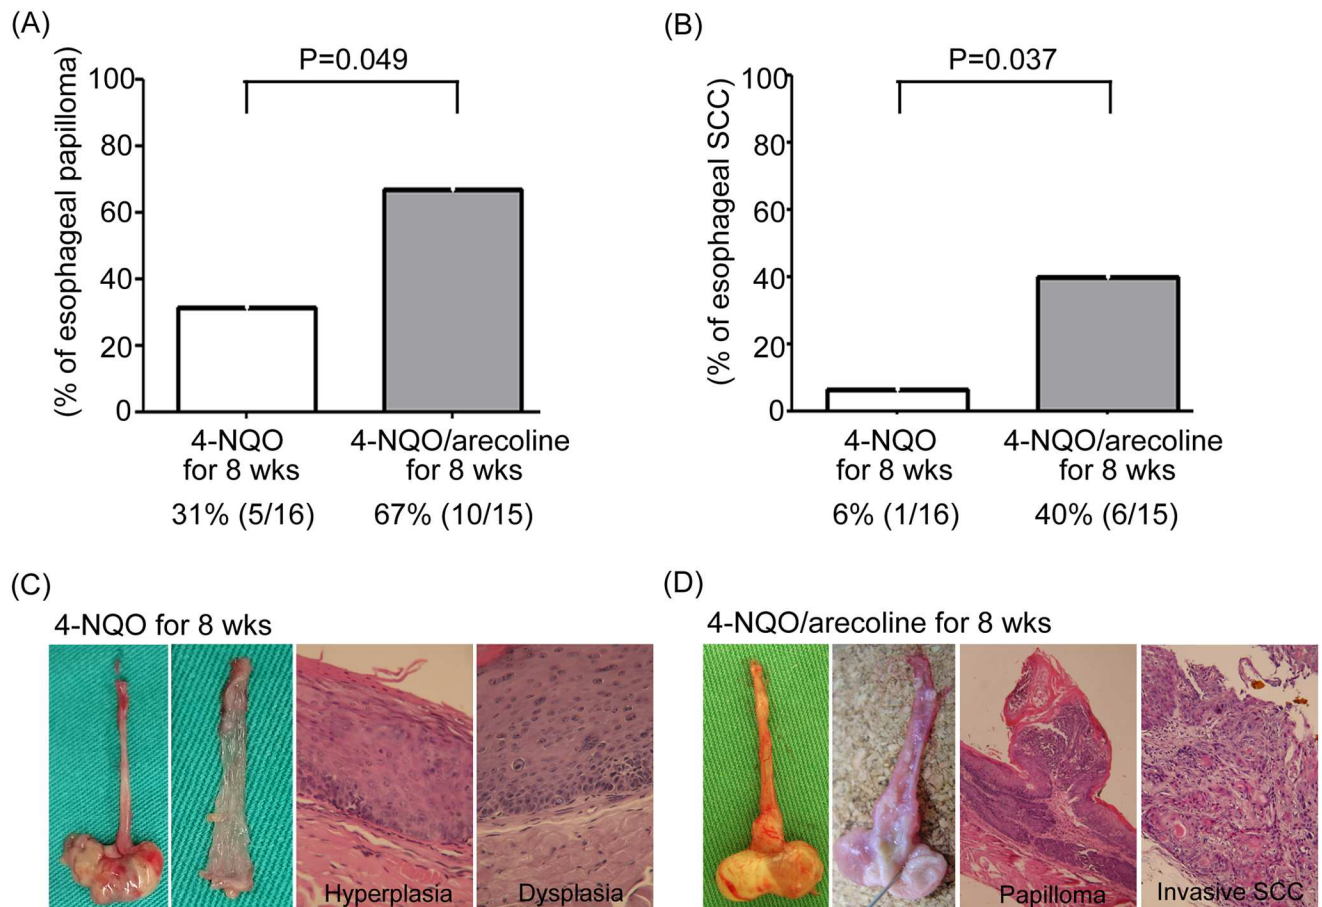 (A)
P=0.049
(% of esophageal papilloma)
100
80
60
40
20
0
4-NQO
for 8 wks
4-NQO/arecoline
for 8 wks
31% (5/16)
67% (10/15)
(B)
P=0.037
(% of esophageal SCC)
100
80
60
40
20
0
4-NQO
for 8 wks
4-NQO/arecoline
for 8 wks
6% (1/16)
40% (6/15)
(C)
4-NQO for 8 wks
Hyperplasia
Dysplasia
(D)
4-NQO/arecoline for 8 wks
Papilloma
Invasive SCC